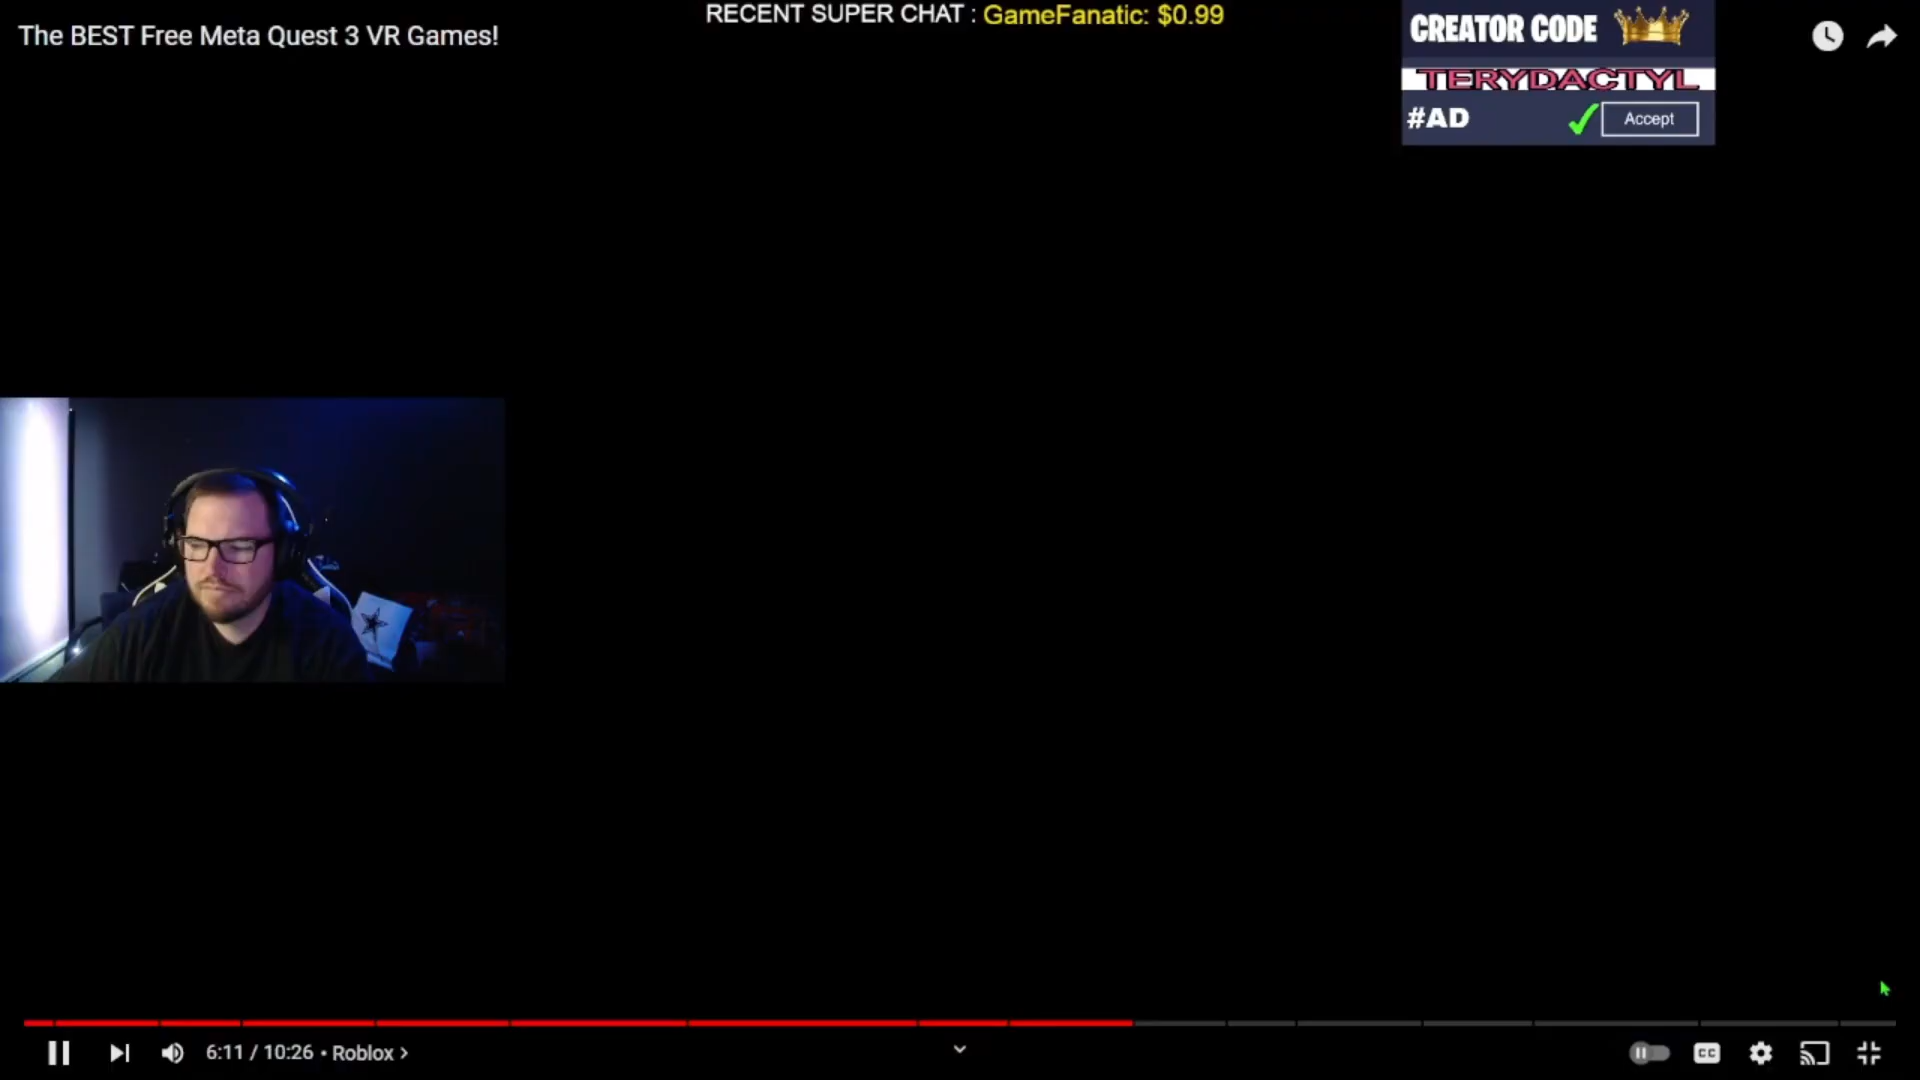 RECENT SUPER CHAT : GameFanatic: $0.99
The BEST Free Meta Quest 3 VR Games!
CREATOR CODE
TERYDACTYL
#AD
Accept
6:11 / 10:26 • Roblox >
CC